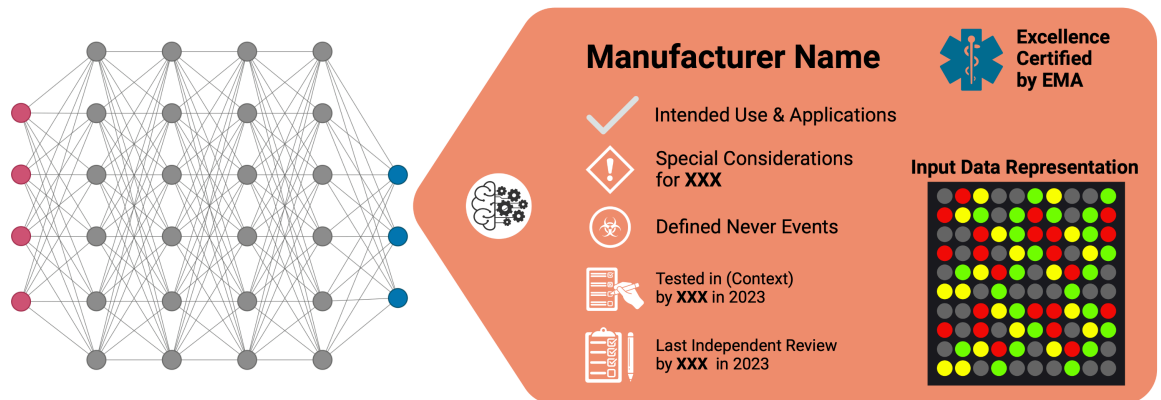 Manufacturer Name
Excellence
Certified
by EMA
Intended Use & Applications
Special Considerations
for XXX
Input Data Representation
Defined Never Events
Tested in (Context)
by XXX in 2023
Last Independent Review
by XXX in 2023